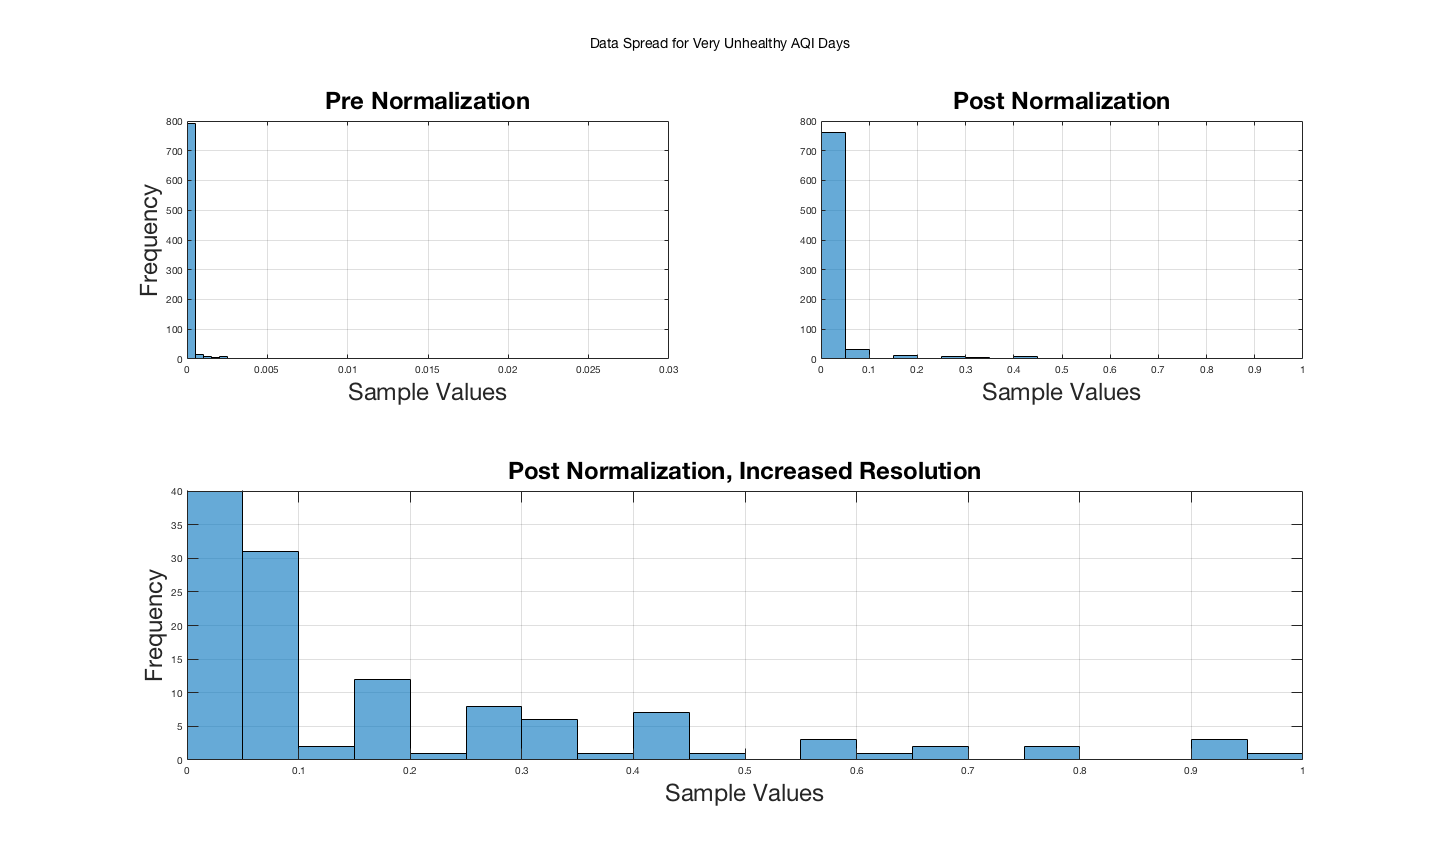 Data Spread for Very Unhealthy AQI Days
Pre Normalization
800
700
600
500
400
300
200
100
0
Frequency
0 0.005 0.01 0.015 0.02 0.025 0.03
Sample Values
Post Normalization
800
700
600
500
400
300
200
100
0
0 0.1 0.2 0.3 0.4 0.5 0.6 0.7 0.8 0.9 1
Sample Values
Post Normalization, Increased Resolution
40
35
30
25
20
15
10
5
0
Frequency
0 0.1 0.2 0.3 0.4 0.5 0.6 0.7 0.8 0.9 1
Sample Values